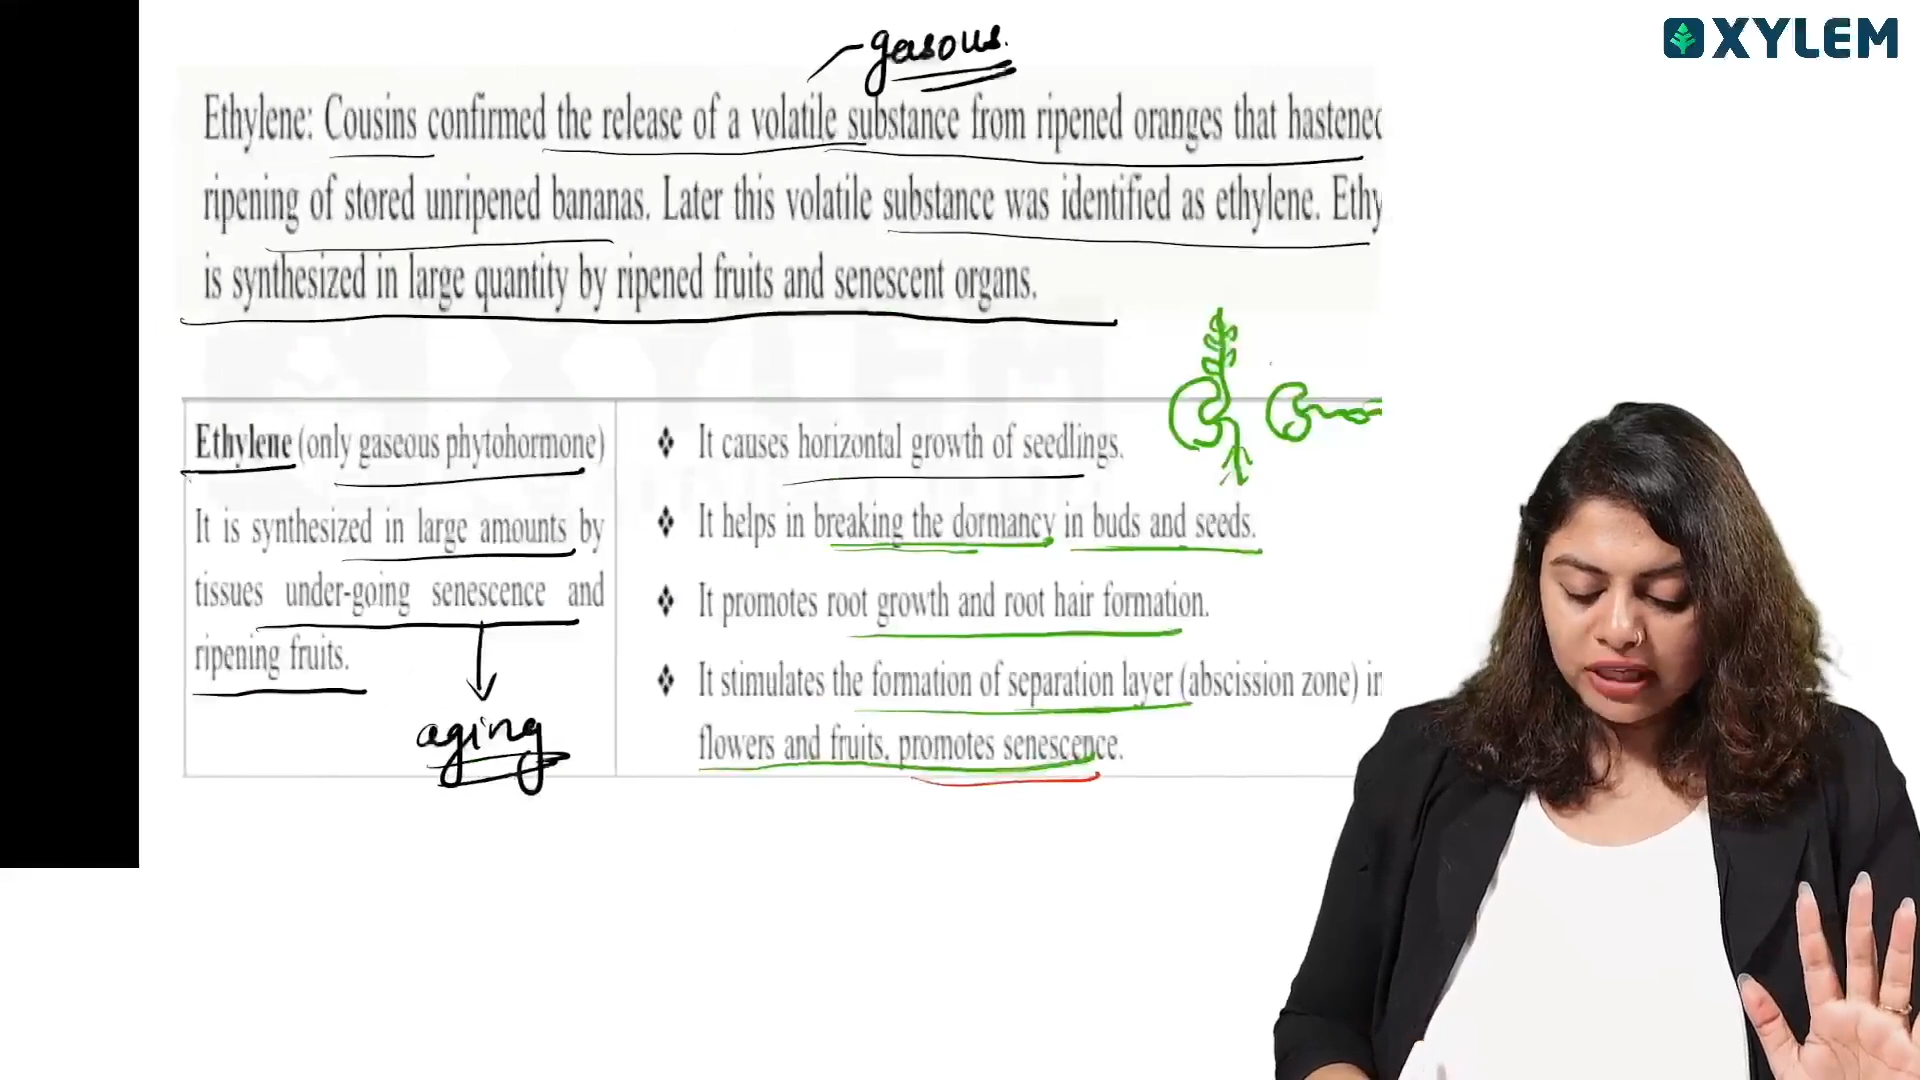 XYLEM
gasous.
Ethylene: Cousins confirmed the release of a volatile substance from ripened oranges that hastened
ripening of stored unripened bananas. Later this volatile substance was identified as ethylene. Ethy
is synthesized in large quantity by ripened fruits and senescent organs.
Ethylene (only gaseous phytohormone)
It is synthesized in large amounts by
tissues under-going senescence and
ripening fruits.
aging
❖ It causes horizontal growth of seedlings.
❖ It helps in breaking the dormancy in buds and seeds.
❖ It promotes root growth and root hair formation.
❖ It stimulates the formation of separation layer (abscission zone) in
flowers and fruits, promotes senescence.